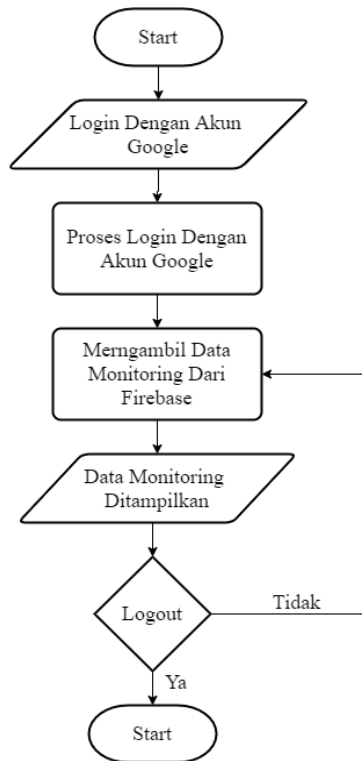 Start
Login Dengan Akun
Google
Proses Login Dengan
Akun Google
Merngambil Data
Monitoring Dari
Firebase
Data Monitoring
Ditampilkan
Logout
Tidak
Ya
Start